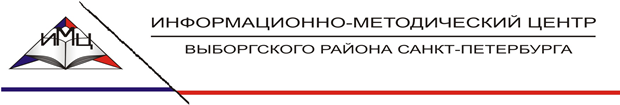 ИМЦ
ИНФОРМАЦИОННО-МЕТОДИЧЕСКИЙ ЦЕНТР
ВЫБОРГСКОГО РАЙОНА САНКТ-ПЕТЕРБУРГА